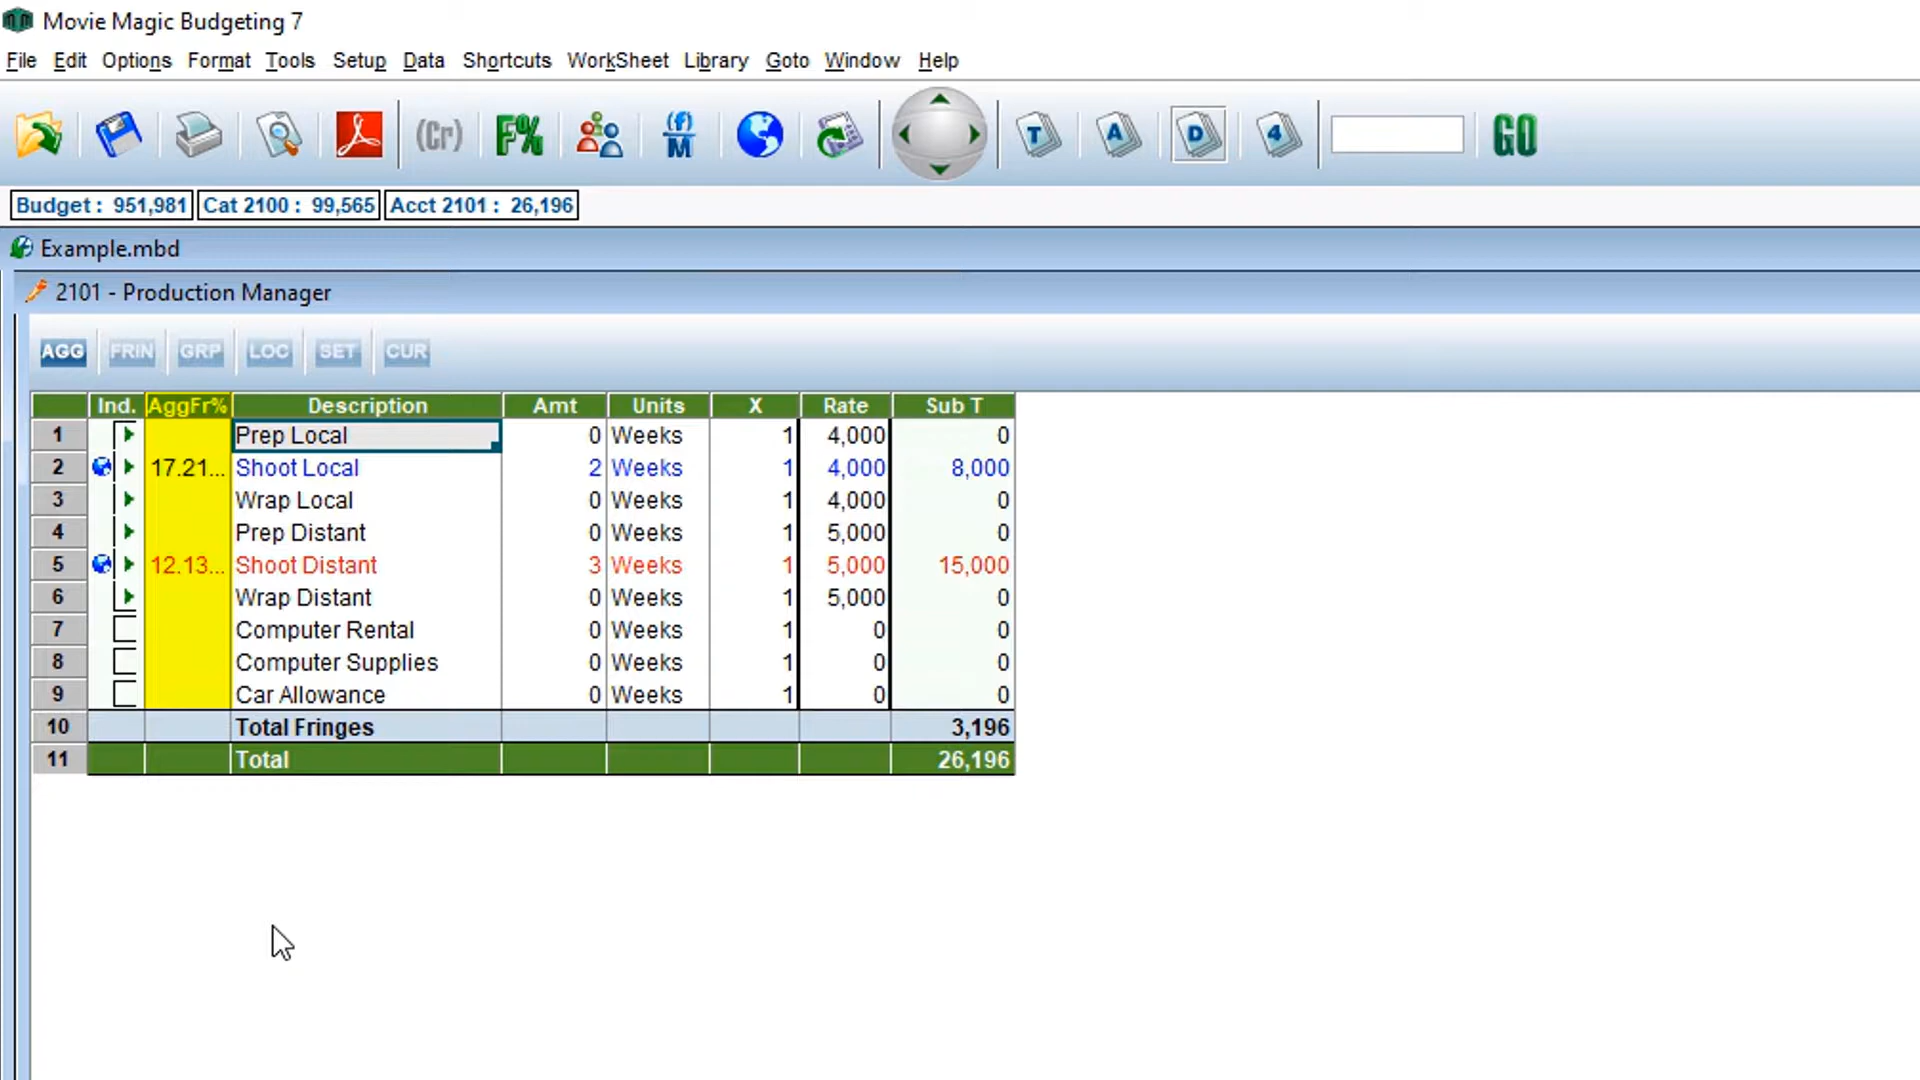 Movie Magic Budgeting 7
File Edit Options Format Tools Setup Data Shortcuts WorkSheet Library Goto Window Help
(Cr) F% (f) M T A D 4 GO
Budget : 951,981 Cat 2100 : 99,565 Acct 2101 : 26,196
Example.mbd
2101 - Production Manager
AGG FRIN GRP LOC SET CUR
Ind. AggFr% Description Amt Units X Rate Sub T
1 Prep Local 0 Weeks 1 4,000 0
2 17.21... Shoot Local 2 Weeks 1 4,000 8,000
3 Wrap Local 0 Weeks 1 4,000 0
4 Prep Distant 0 Weeks 1 5,000 0
5 12.13... Shoot Distant 3 Weeks 1 5,000 15,000
6 Wrap Distant 0 Weeks 1 5,000 0
7 Computer Rental 0 Weeks 1 0 0
8 Computer Supplies 0 Weeks 1 0 0
9 Car Allowance 0 Weeks 1 0 0
10 Total Fringes 3,196
11 Total 26,196